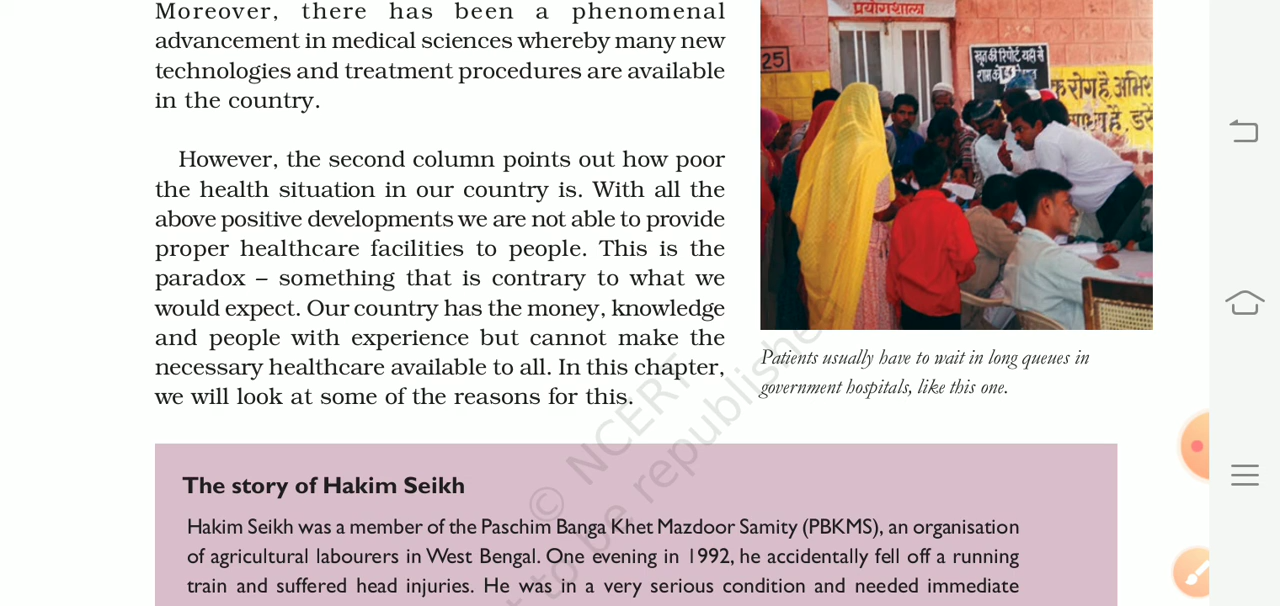 Moreover, there has been a phenomenal
advancement in medical sciences whereby many new
technologies and treatment procedures are available
in the country.
However, the second column points out how poor
the health situation in our country is. With all the
above positive developments we are not able to provide
proper healthcare facilities to people. This is the
paradox – something that is contrary to what we
would expect. Our country has the money, knowledge
and people with experience but cannot make the
necessary healthcare available to all. In this chapter,
we will look at some of the reasons for this.
प्रयोगशाला
25
खून की रिपोर्ट यहाँ से
शाम को
रोग है, अभि
Patients usually have to wait in long queues in
government hospitals, like this one.
© NCERT
to be republishe
The story of Hakim Seikh
Hakim Seikh was a member of the Paschim Banga Khet Mazdoor Samity (PBKMS), an organisation
of agricultural labourers in West Bengal. One evening in 1992, he accidentally fell off a running
train and suffered head injuries. He was in a very serious condition and needed immediate